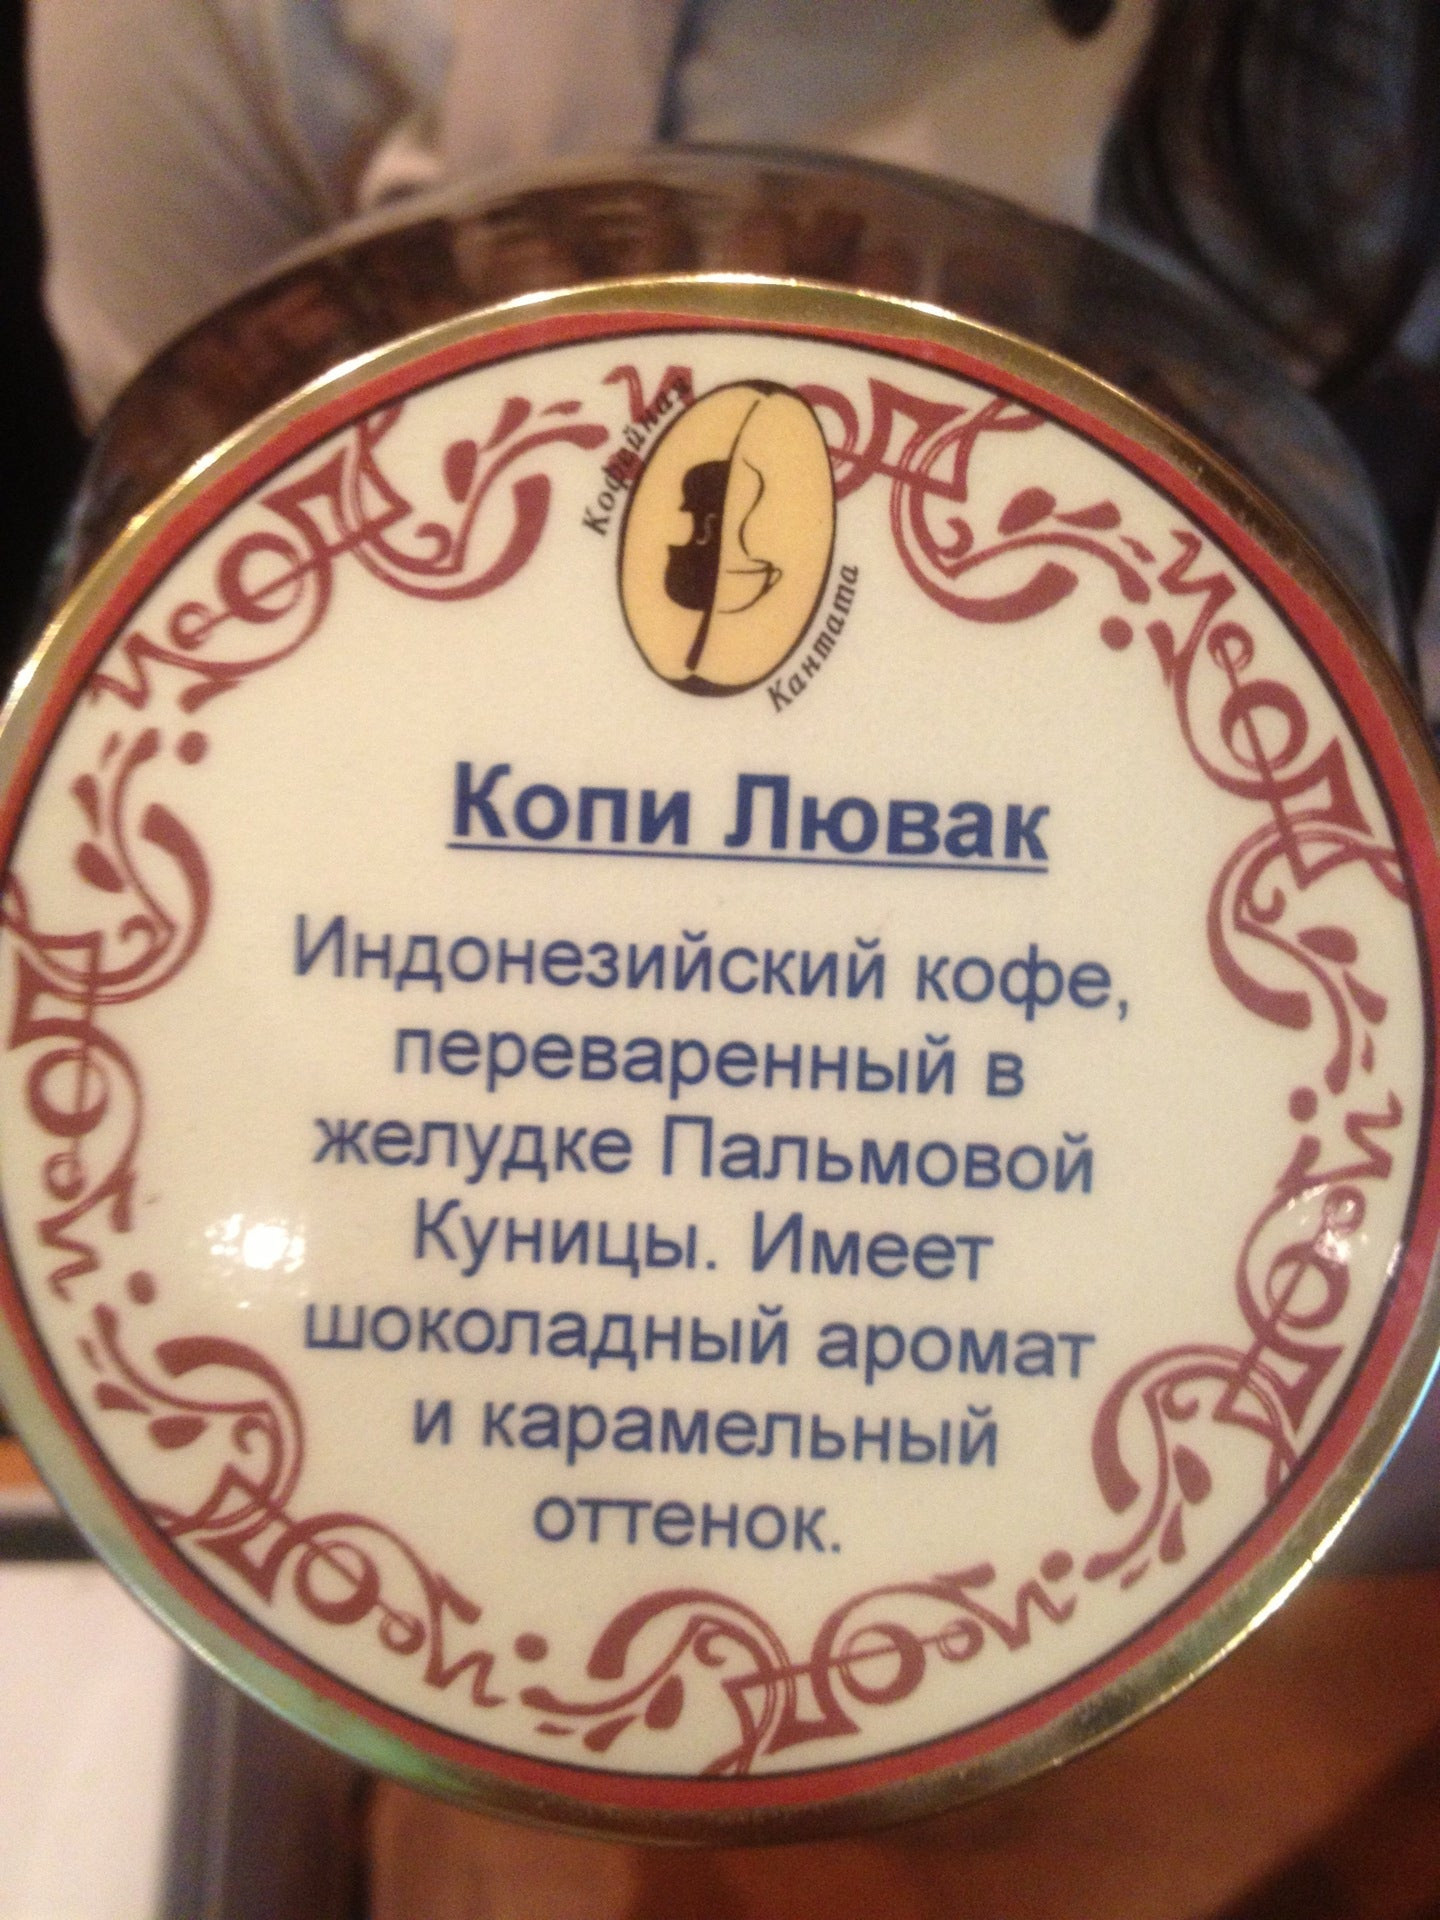 Кофейная
Кантата
Копи Лювак
Индонезийский кофе,
переваренный в
желудке Пальмовой
Куницы. Имеет
шоколадный аромат
и карамельный
оттенок.